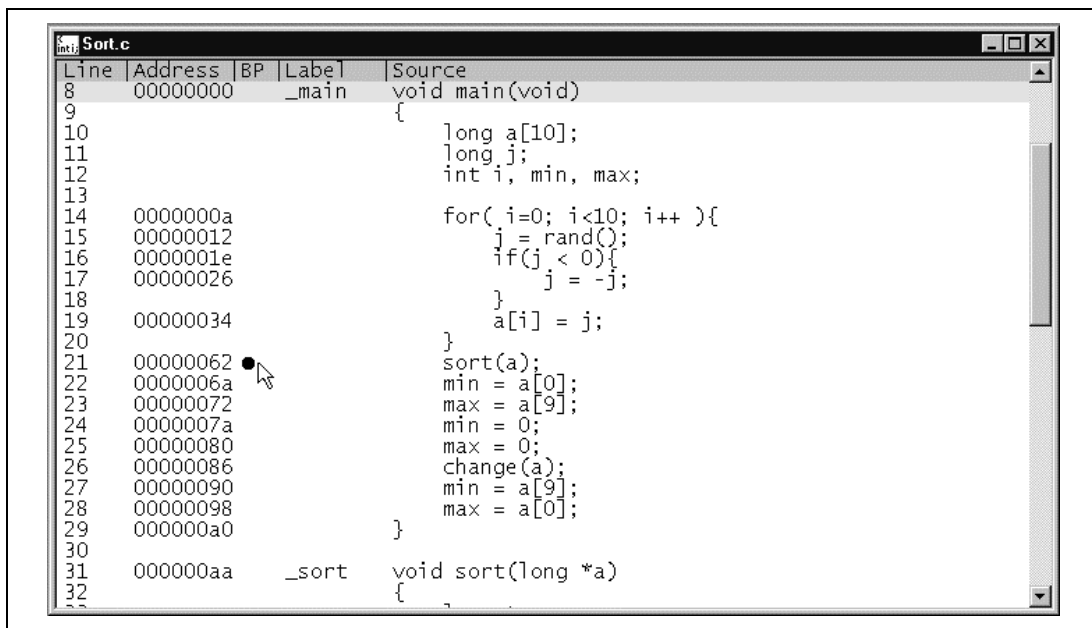 Sort.c
Line |Address |BP |Label |Source
8 00000000 _main void main(void)
9 {
10 long a[10];
11 long j;
12 int i, min, max;
13
14 0000000a for( i=0; i<10; i++ ){
15 00000012 j = rand();
16 0000001e if(j < 0){
17 00000026 j = -j;
18 }
19 00000034 a[i] = j;
20 }
21 00000062 sort(a);
22 0000006a min = a[0];
23 00000072 max = a[9];
24 0000007a min = 0;
25 00000080 max = 0;
26 00000086 change(a);
27 00000090 min = a[9];
28 00000098 max = a[0];
29 000000a0 }
30
31 000000aa _sort void sort(long *a)
32 {